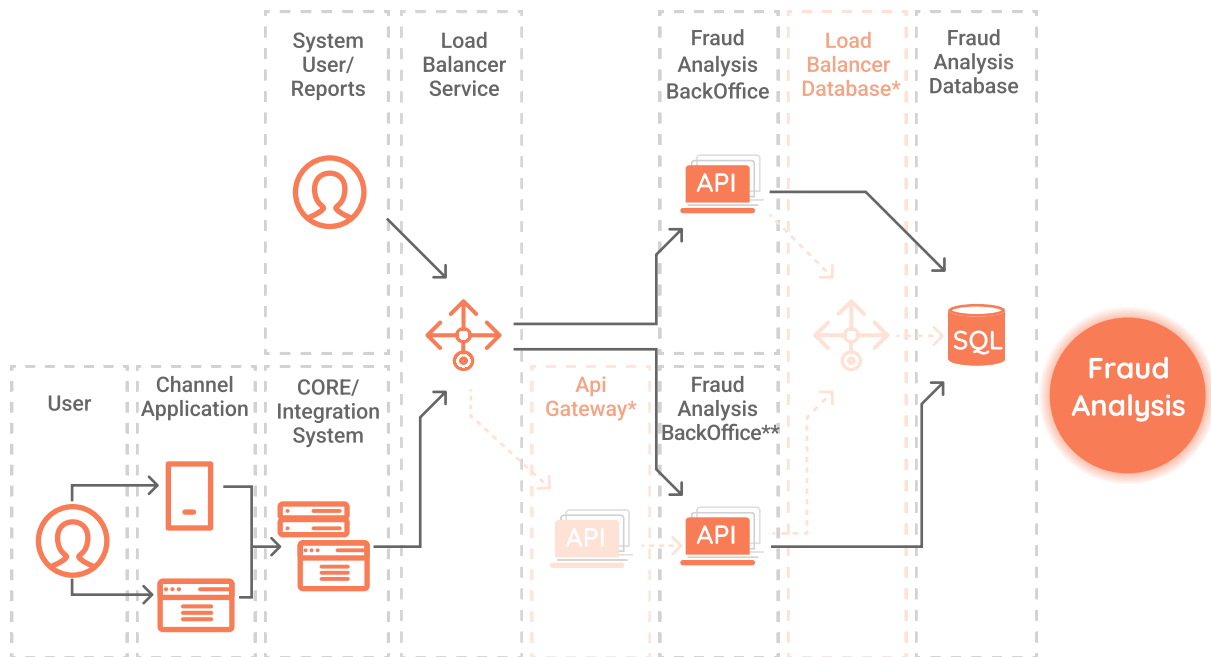 System
User/
Reports
Load
Balancer
Service
Fraud
Analysis
BackOffice
Load
Balancer
Database*
Fraud
Analysis
Database
API
SQL
User
Channel
Application
CORE/
Integration
System
Api
Gateway*
Fraud
Analysis
BackOffice**
API
API
Fraud
Analysis